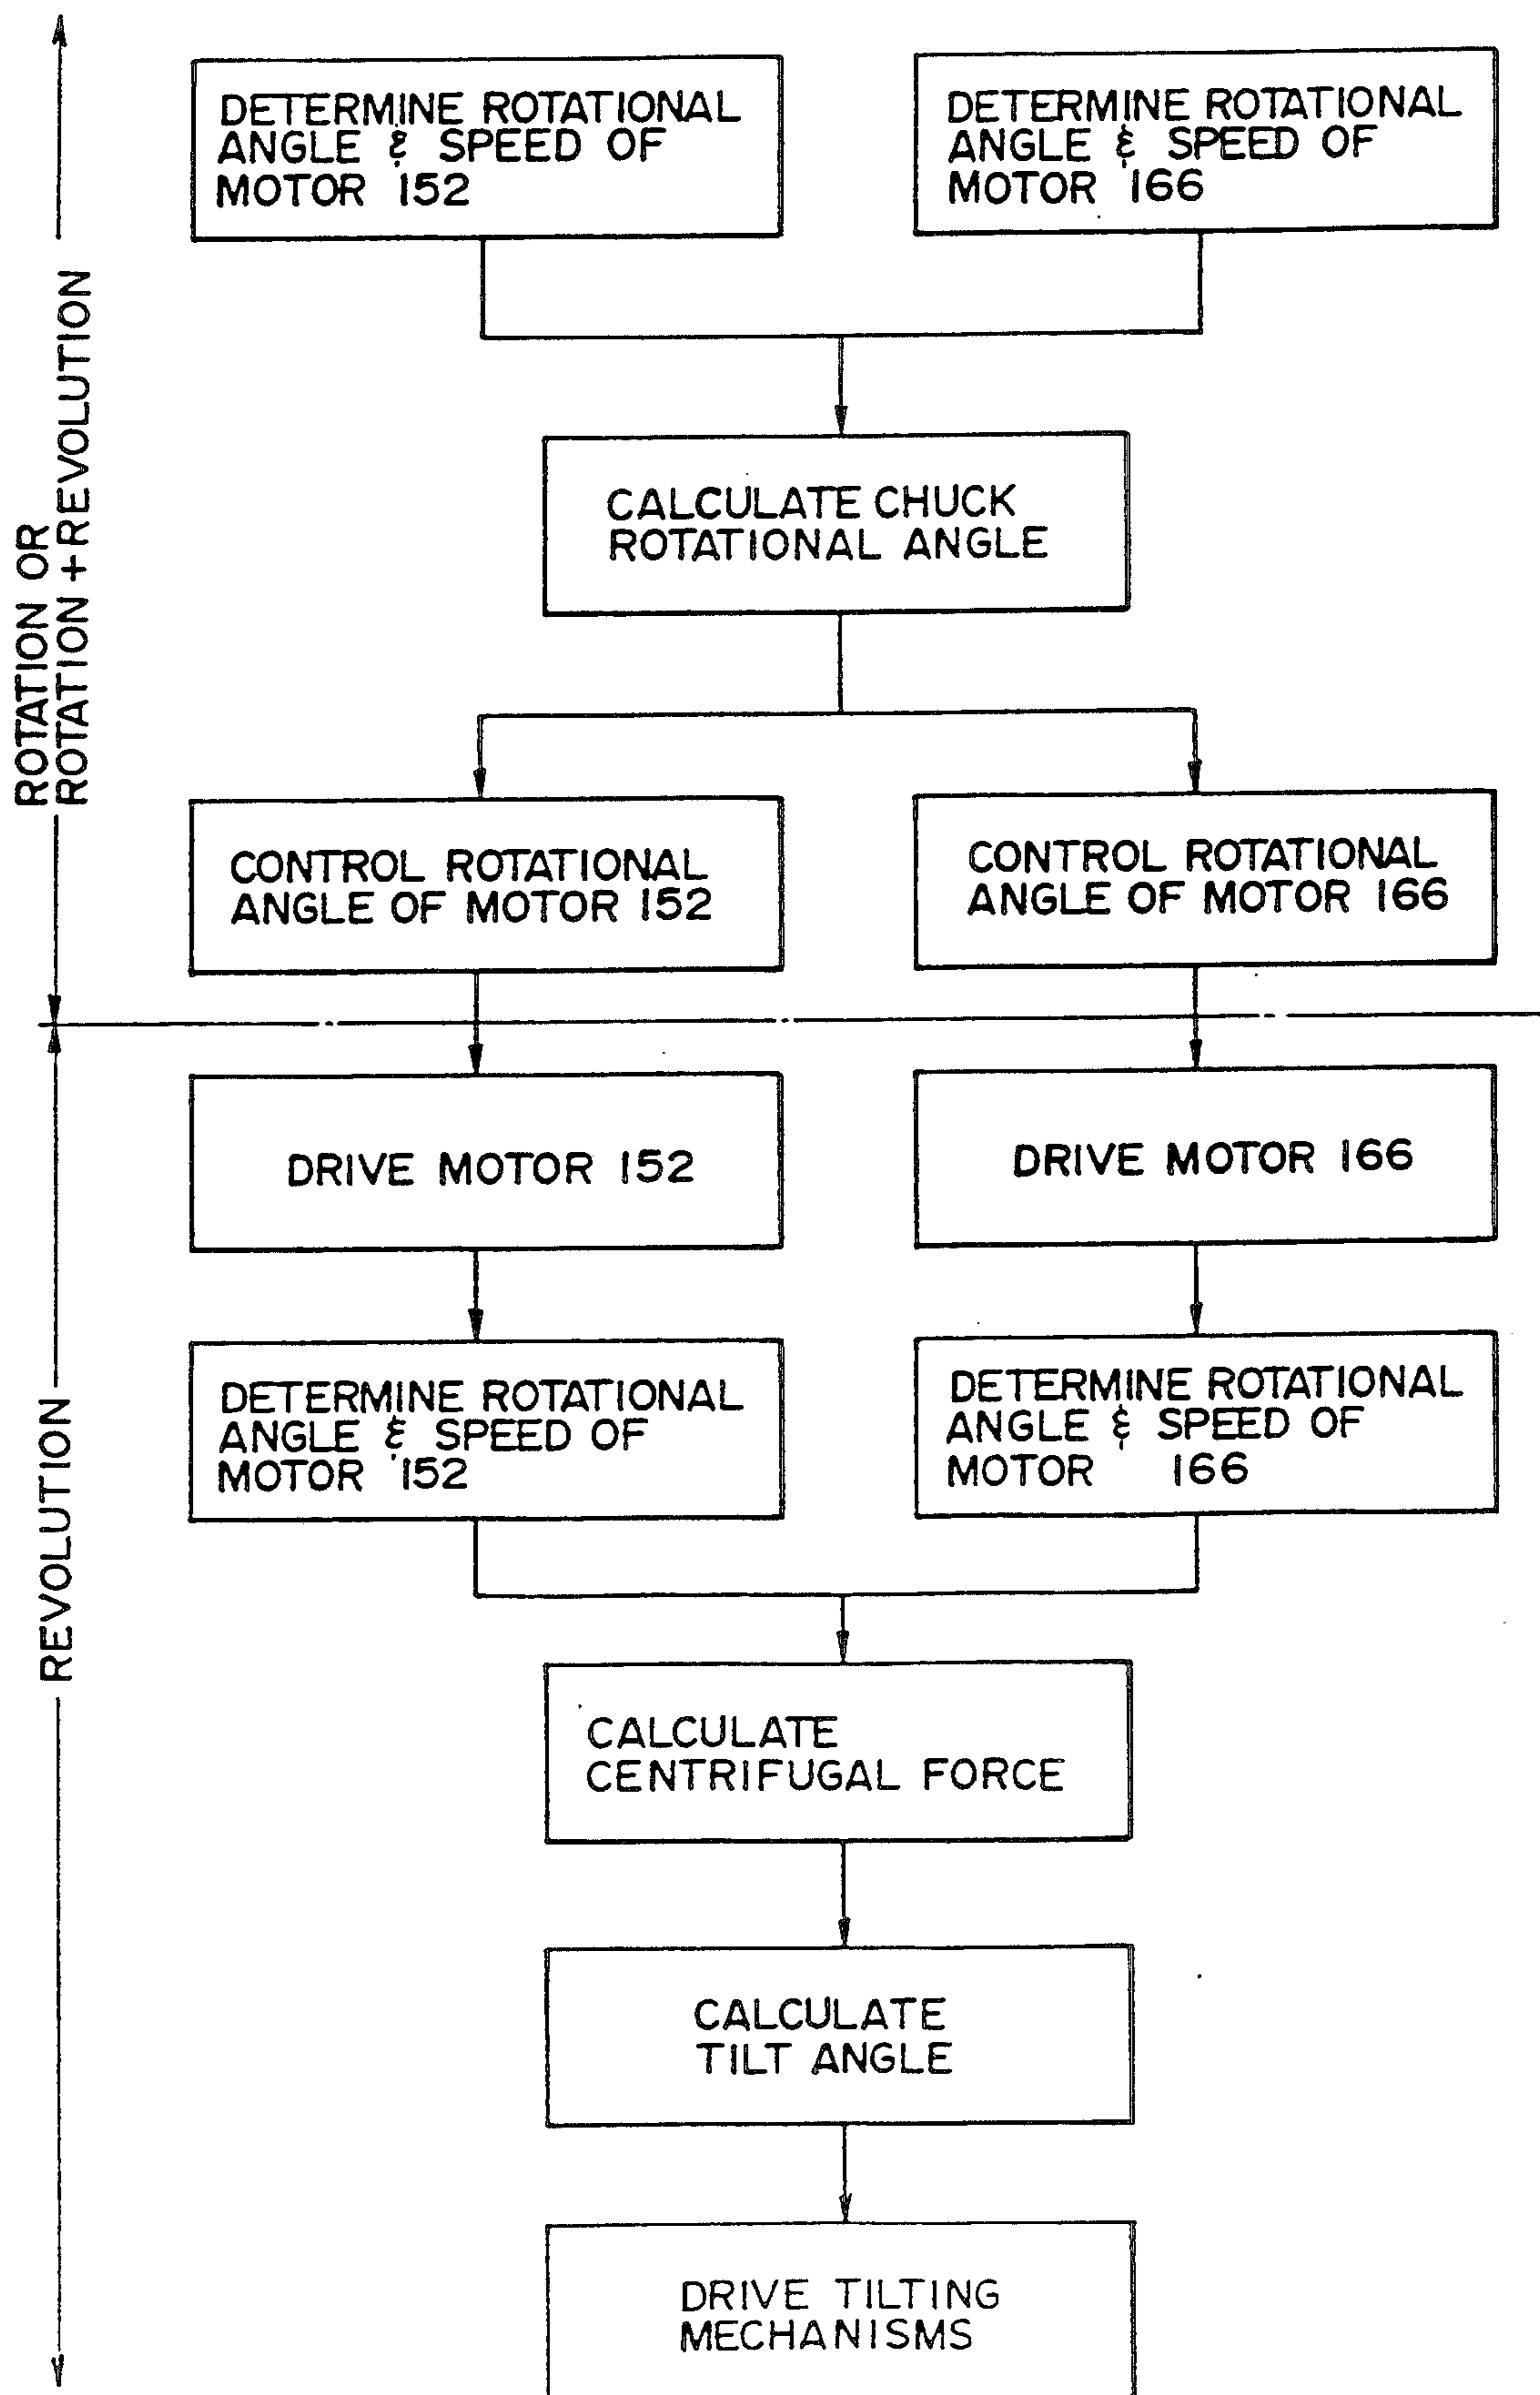 DETERMINE ROTATIONAL
ANGLE & SPEED OF
MOTOR 152
DETERMINE ROTATIONAL
ANGLE & SPEED OF
MOTOR 166
ROTATION OR
ROTATION + REVOLUTION
CALCULATE CHUCK
ROTATIONAL ANGLE
CONTROL ROTATIONAL
ANGLE OF MOTOR 152
CONTROL ROTATIONAL
ANGLE OF MOTOR 166
DRIVE MOTOR 152
DRIVE MOTOR 166
REVOLUTION
DETERMINE ROTATIONAL
ANGLE & SPEED OF
MOTOR 152
DETERMINE ROTATIONAL
ANGLE & SPEED OF
MOTOR 166
CALCULATE
CENTRIFUGAL FORCE
CALCULATE
TILT ANGLE
DRIVE TILTING
MECHANISMS